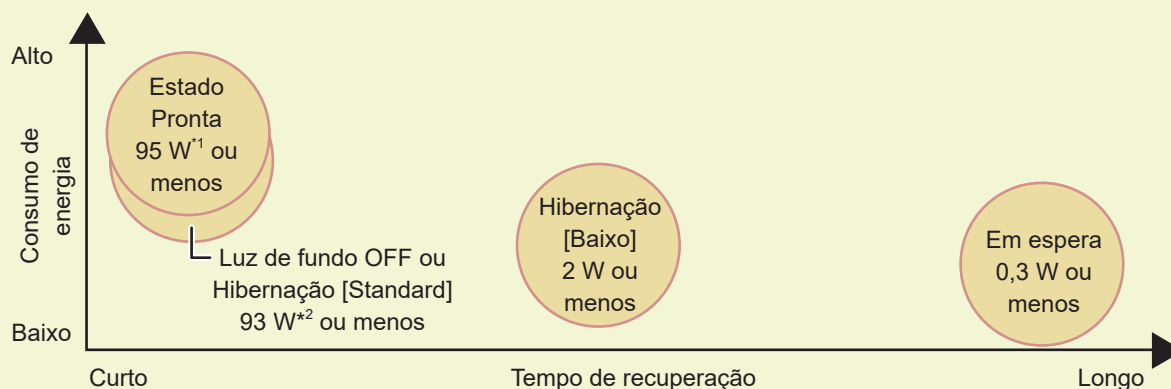 Alto
Consumo de
energia
Baixo
Estado
Pronta
95 W*1 ou
menos
Luz de fundo OFF ou
Hibernação [Standard]
93 W*2 ou menos
Hibernação
[Baixo]
2 W ou
menos
Em espera
0,3 W ou
menos
Curto
Tempo de recuperação
Longo